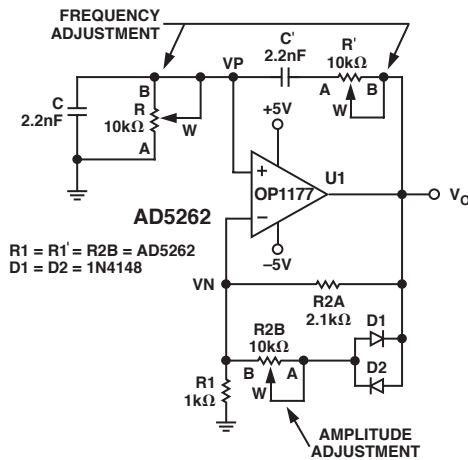 FREQUENCY
ADJUSTMENT
VP
C'
2.2nF
R'
10kΩ
A
B
W
C
2.2nF
B
R
10kΩ
W
A
+5V
+
OP1177
U1
−
−5V
VO
AD5262
R1 = R1' = R2B = AD5262
D1 = D2 = 1N4148
VN
R2A
2.1kΩ
R2B
10kΩ
B
A
W
D1
D2
R1
1kΩ
AMPLITUDE
ADJUSTMENT